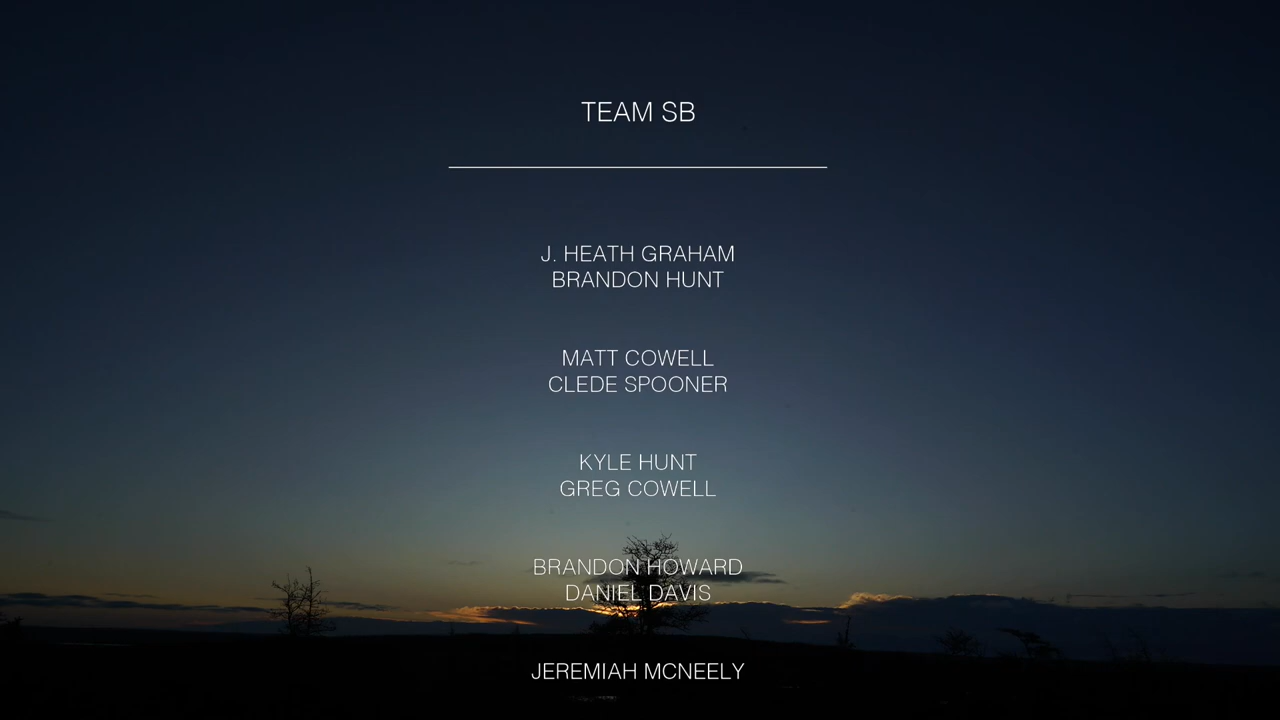 TEAM SB
J. HEATH GRAHAM
BRANDON HUNT
MATT COWELL
CLEDE SPOONER
KYLE HUNT
GREG COWELL
BRANDON HOWARD
DANIEL DAVIS
JEREMIAH MCNEELY